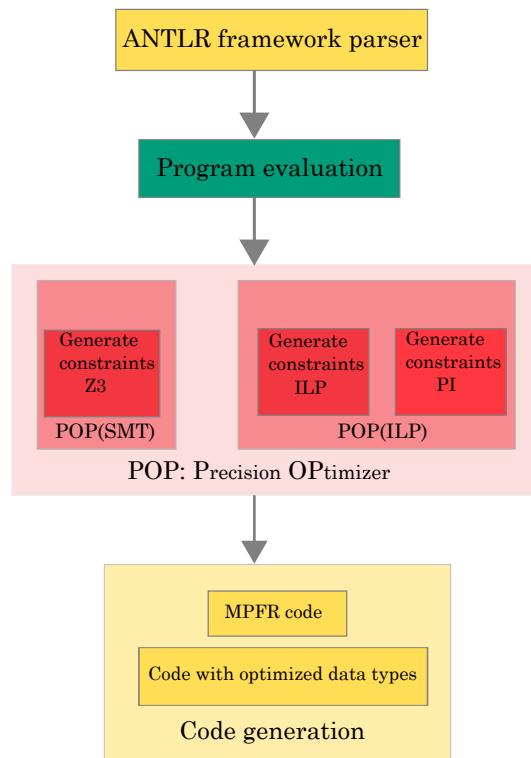 ANTLR framework parser
Program evaluation
Generate
constraints
Z3
POP(SMT)
Generate
constraints
ILP
Generate
constraints
PI
POP(ILP)
POP: Precision OPtimizer
MPFR code
Code with optimized data types
Code generation